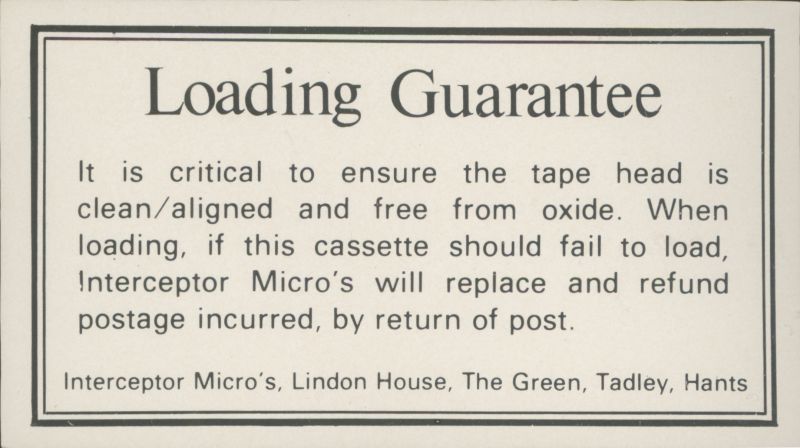 Loading Guarantee
It is critical to ensure the tape head is
clean/aligned and free from oxide. When
loading, if this cassette should fail to load,
Interceptor Micro's will replace and refund
postage incurred, by return of post.
Interceptor Micro's, Lindon House, The Green, Tadley, Hants